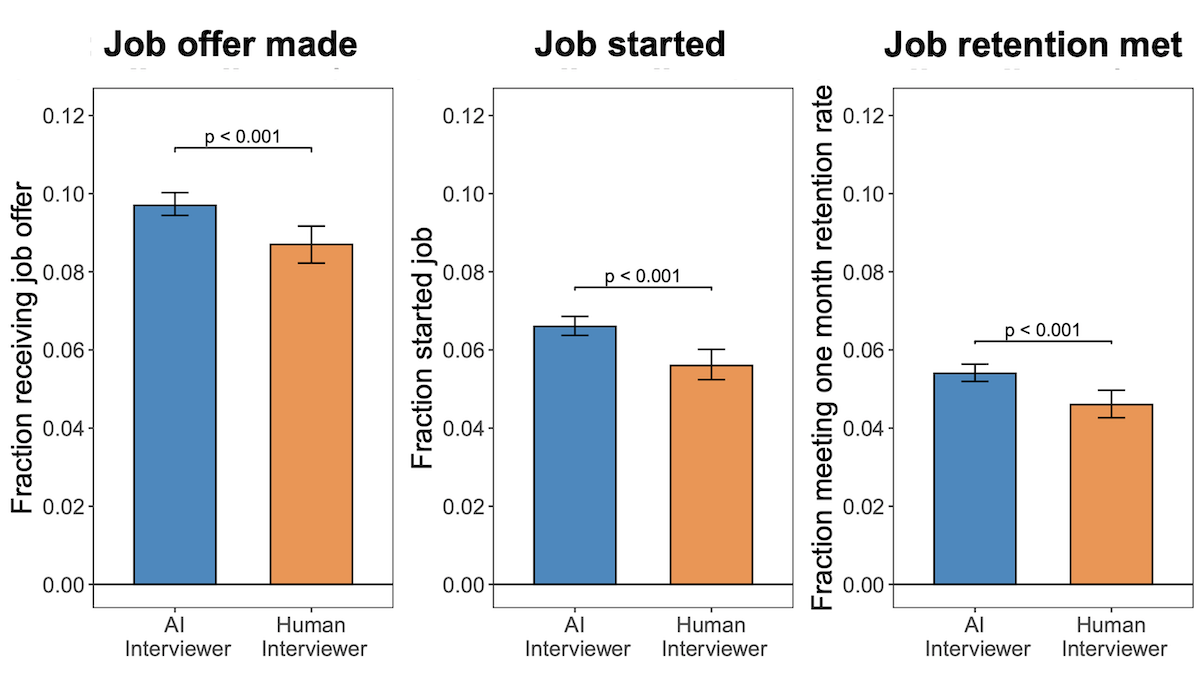 Job offer made
Fraction receiving job offer
0.12
0.10
0.08
0.06
0.04
0.02
0.00
p < 0.001
AI
Interviewer
Human
Interviewer
Job started
Fraction started job
0.12
0.10
0.08
0.06
0.04
0.02
0.00
p < 0.001
AI
Interviewer
Human
Interviewer
Job retention met
Fraction meeting one month retention rate
0.12
0.10
0.08
0.06
0.04
0.02
0.00
p < 0.001
AI
Interviewer
Human
Interviewer